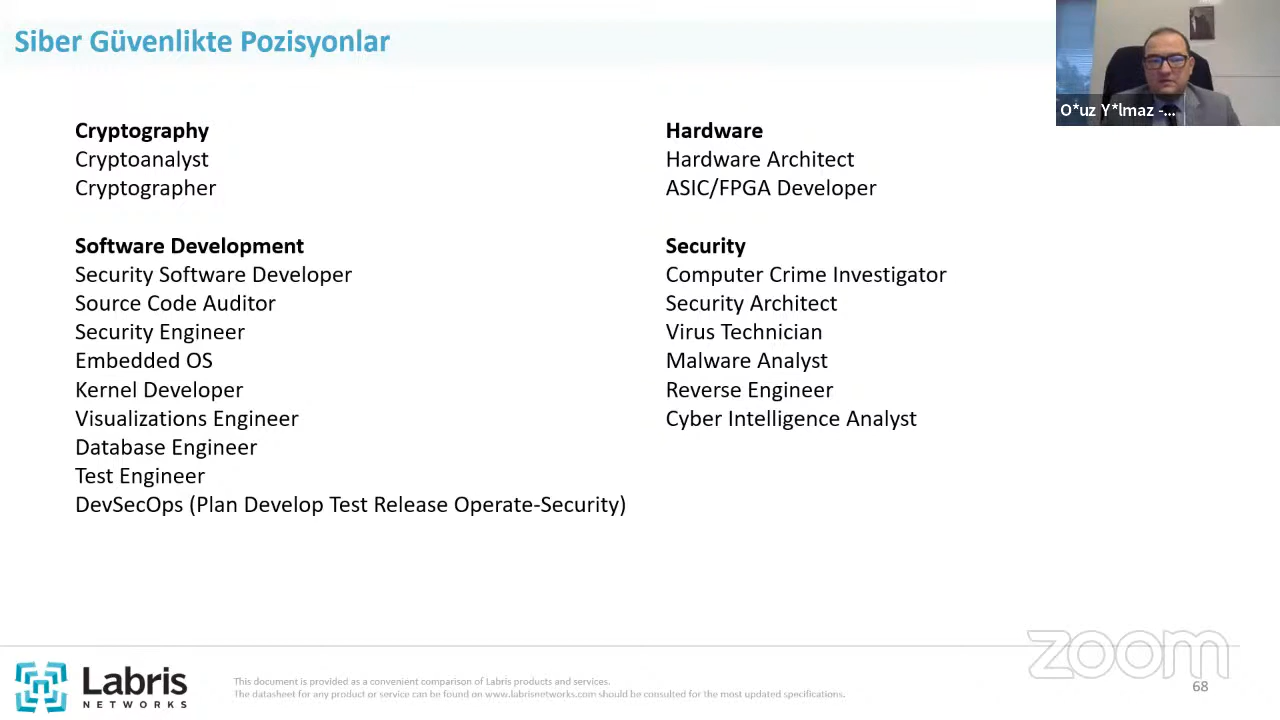 Siber Güvenlikte Pozisyonlar
O*uz Y*lmaz -...
Cryptography
Cryptoanalyst
Cryptographer
Software Development
Security Software Developer
Source Code Auditor
Security Engineer
Embedded OS
Kernel Developer
Visualizations Engineer
Database Engineer
Test Engineer
DevSecOps (Plan Develop Test Release Operate-Security)
Hardware
Hardware Architect
ASIC/FPGA Developer
Security
Computer Crime Investigator
Security Architect
Virus Technician
Malware Analyst
Reverse Engineer
Cyber Intelligence Analyst
Labris
NETWORKS
This document is provided as a convenient comparison of Labris products and services.
The datasheet for any product or service can be found on www.labrisnetworks.com should be consulted for the most updated specifications.
zoom
68